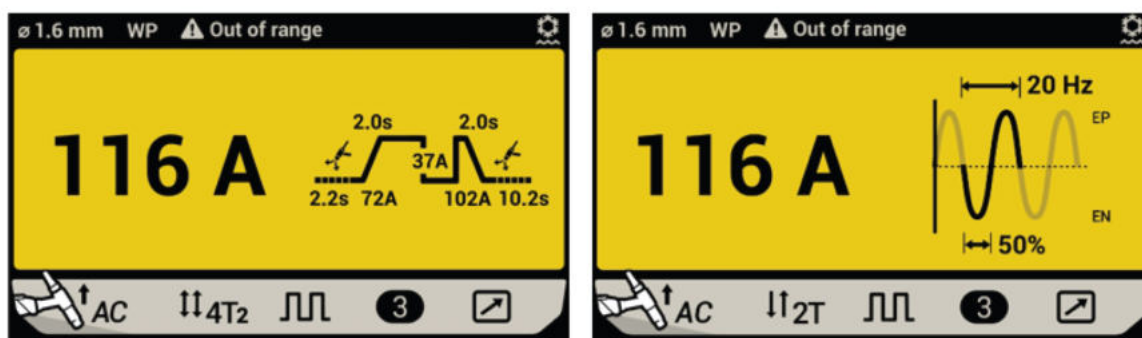 ø 1.6 mm WP Out of range
2.0s 2.0s
116 A
37A
2.2s 72A 102A 10.2s
AC 4T2 3
ø 1.6 mm WP Out of range
20 Hz
EP
116 A
EN
50%
AC 2T 3